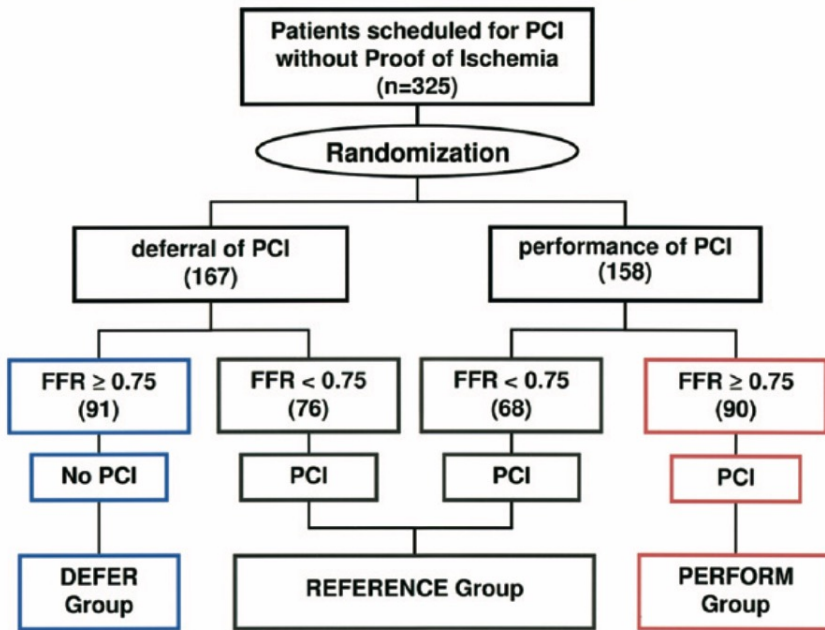 Patients scheduled for PCI
without Proof of Ischemia
(n=325)
Randomization
deferral of PCI
(167)
performance of PCI
(158)
FFR ≥ 0.75
(91)
FFR < 0.75
(76)
FFR < 0.75
(68)
FFR ≥ 0.75
(90)
No PCI
PCI
PCI
PCI
DEFER
Group
REFERENCE Group
PERFORM
Group